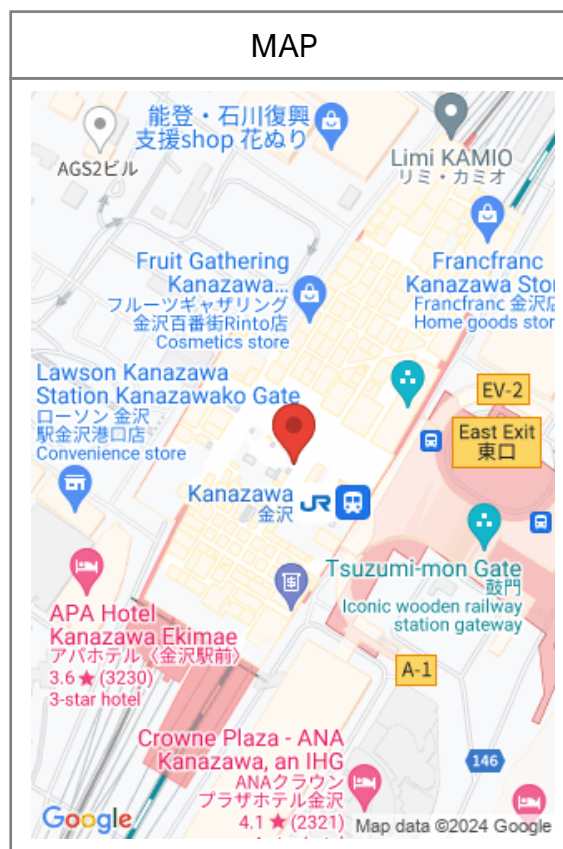 MAP
能登・石川復興
支援shop 花ぬり
AGS2ビル
Limi KAMIO
リミ・カミオ
Fruit Gathering
Kanazawa...
フルーツギャザリング
金沢百番街Rinto店
Cosmetics store
Francfranc
Kanazawa Stor
Francfranc 金沢店
Home goods stor
Lawson Kanazawa
Station Kanazawako Gate
ローソン 金沢
駅金沢港口店
Convenience store
EV-2
East Exit
東口
Kanazawa
金沢
JR
Tsuzumi-mon Gate
鼓門
Iconic wooden railway
station gateway
APA Hotel
Kanazawa Ekimae
アパホテル〈金沢駅前〉
3.6★(3230)
3-star hotel
A-1
Crowne Plaza - ANA
Kanazawa, an IHG
ANAクラウン
プラザホテル金沢
4.1★(2321)
146
Google
Map data ©2024 Google